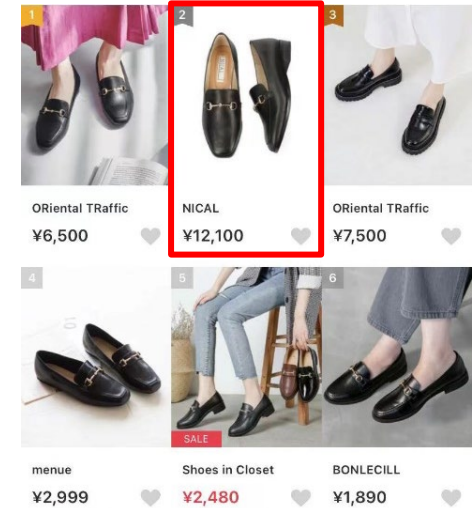 1
2
3
ORiental TRaffic
NICAL
ORiental TRaffic
¥6,500
¥12,100
¥7,500
4
5
6
SALE
menue
Shoes in Closet
BONLECILL
¥2,999
¥2,480
¥1,890